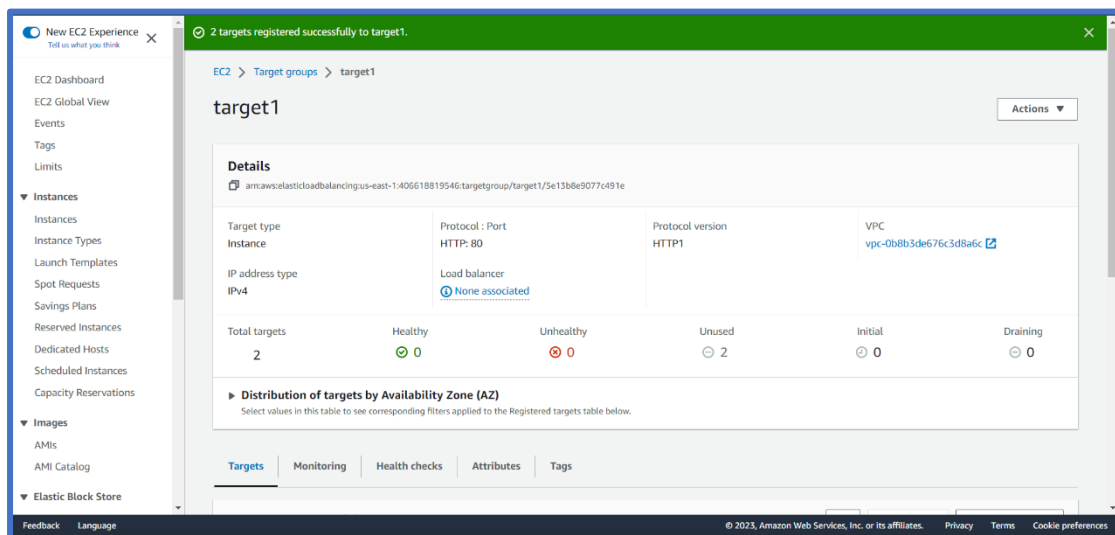 New EC2 Experience
Tell us what you think
EC2 Dashboard
EC2 Global View
Events
Tags
Limits
Instances
Instances
Instance Types
Launch Templates
Spot Requests
Savings Plans
Reserved Instances
Dedicated Hosts
Scheduled Instances
Capacity Reservations
Images
AMIs
AMI Catalog
Elastic Block Store
2 targets registered successfully to target1.
EC2 > Target groups > target1
target1
Actions
Details
arn:aws:elasticloadbalancing:us-east-1:406618819546:targetgroup/target1/5e13b8e9077c491e
Target type
Instance
Protocol : Port
HTTP: 80
Protocol version
HTTP1
VPC
vpc-0b8b3de676c3d8a6c
IP address type
IPv4
Load balancer
None associated
Total targets
2
Healthy
0
Unhealthy
0
Unused
2
Initial
0
Draining
0
Distribution of targets by Availability Zone (AZ)
Select values in this table to see corresponding filters applied to the Registered targets table below.
Targets Monitoring Health checks Attributes Tags
Feedback Language © 2023, Amazon Web Services, Inc. or its affiliates. Privacy Terms Cookie preferences